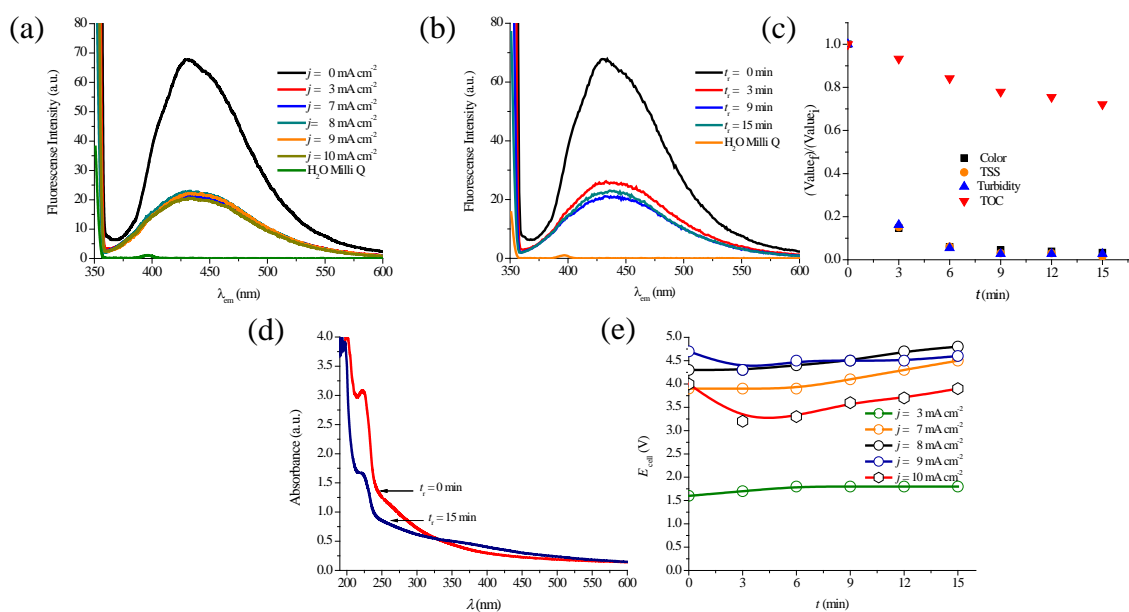 (a)
80
70
60
50
40
30
20
10
0
Fluorescense Intensity (a.u.)
j = 0 mA cm-2
j = 3 mA cm-2
j = 7 mA cm-2
j= 8 mA cm-2
j = 9 mA cm-2
j = 10 mA cm-2
H2O Milli Q
350 400 450 500 550 600
λem (nm)
(b)
80
60
40
20
0
Fluorescense Intensity (a.u.)
tr = 0 min
tr = 3 min
tr = 9 min
tr = 15 min
H2O Milli Q
350 400 450 500 550 600
λem (nm)
(c)
1.0
0.8
0.6
0.4
0.2
0.0
(Valuef)/(Valuei)
Color
TSS
Turbidity
TOC
0 3 6 9 12 15
t (min)
(d)
4.0
3.5
3.0
2.5
2.0
1.5
1.0
0.5
0.0
Absorbance (a.u.)
tr = 0 min
tr = 15 min
200 250 300 350 400 450 500 550 600
λ (nm)
(e)
5.0
4.5
4.0
3.5
3.0
2.5
2.0
1.5
1.0
0.5
0.0
Ecell (V)
j = 3 mA cm-2
j = 7 mA cm-2
j = 8 mA cm-2
j = 9 mA cm-2
j = 10 mA cm-2
0 3 6 9 12 15
t (min)